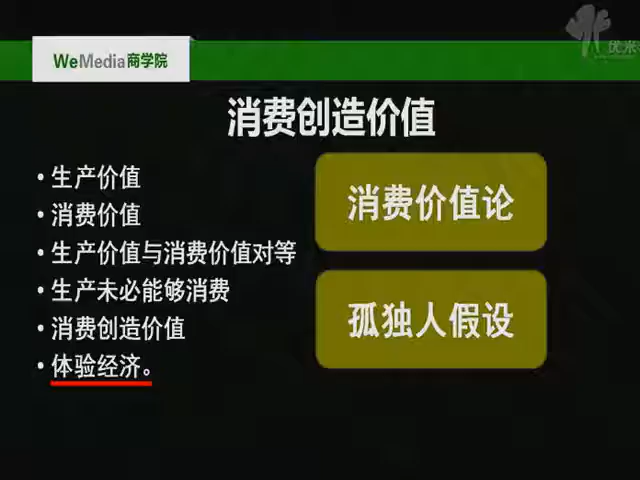 WeMedia商学院
优米
消费创造价值
• 生产价值
• 消费价值
• 生产价值与消费价值对等
• 生产未必能够消费
• 消费创造价值
• 体验经济。
消费价值论
孤独人假设